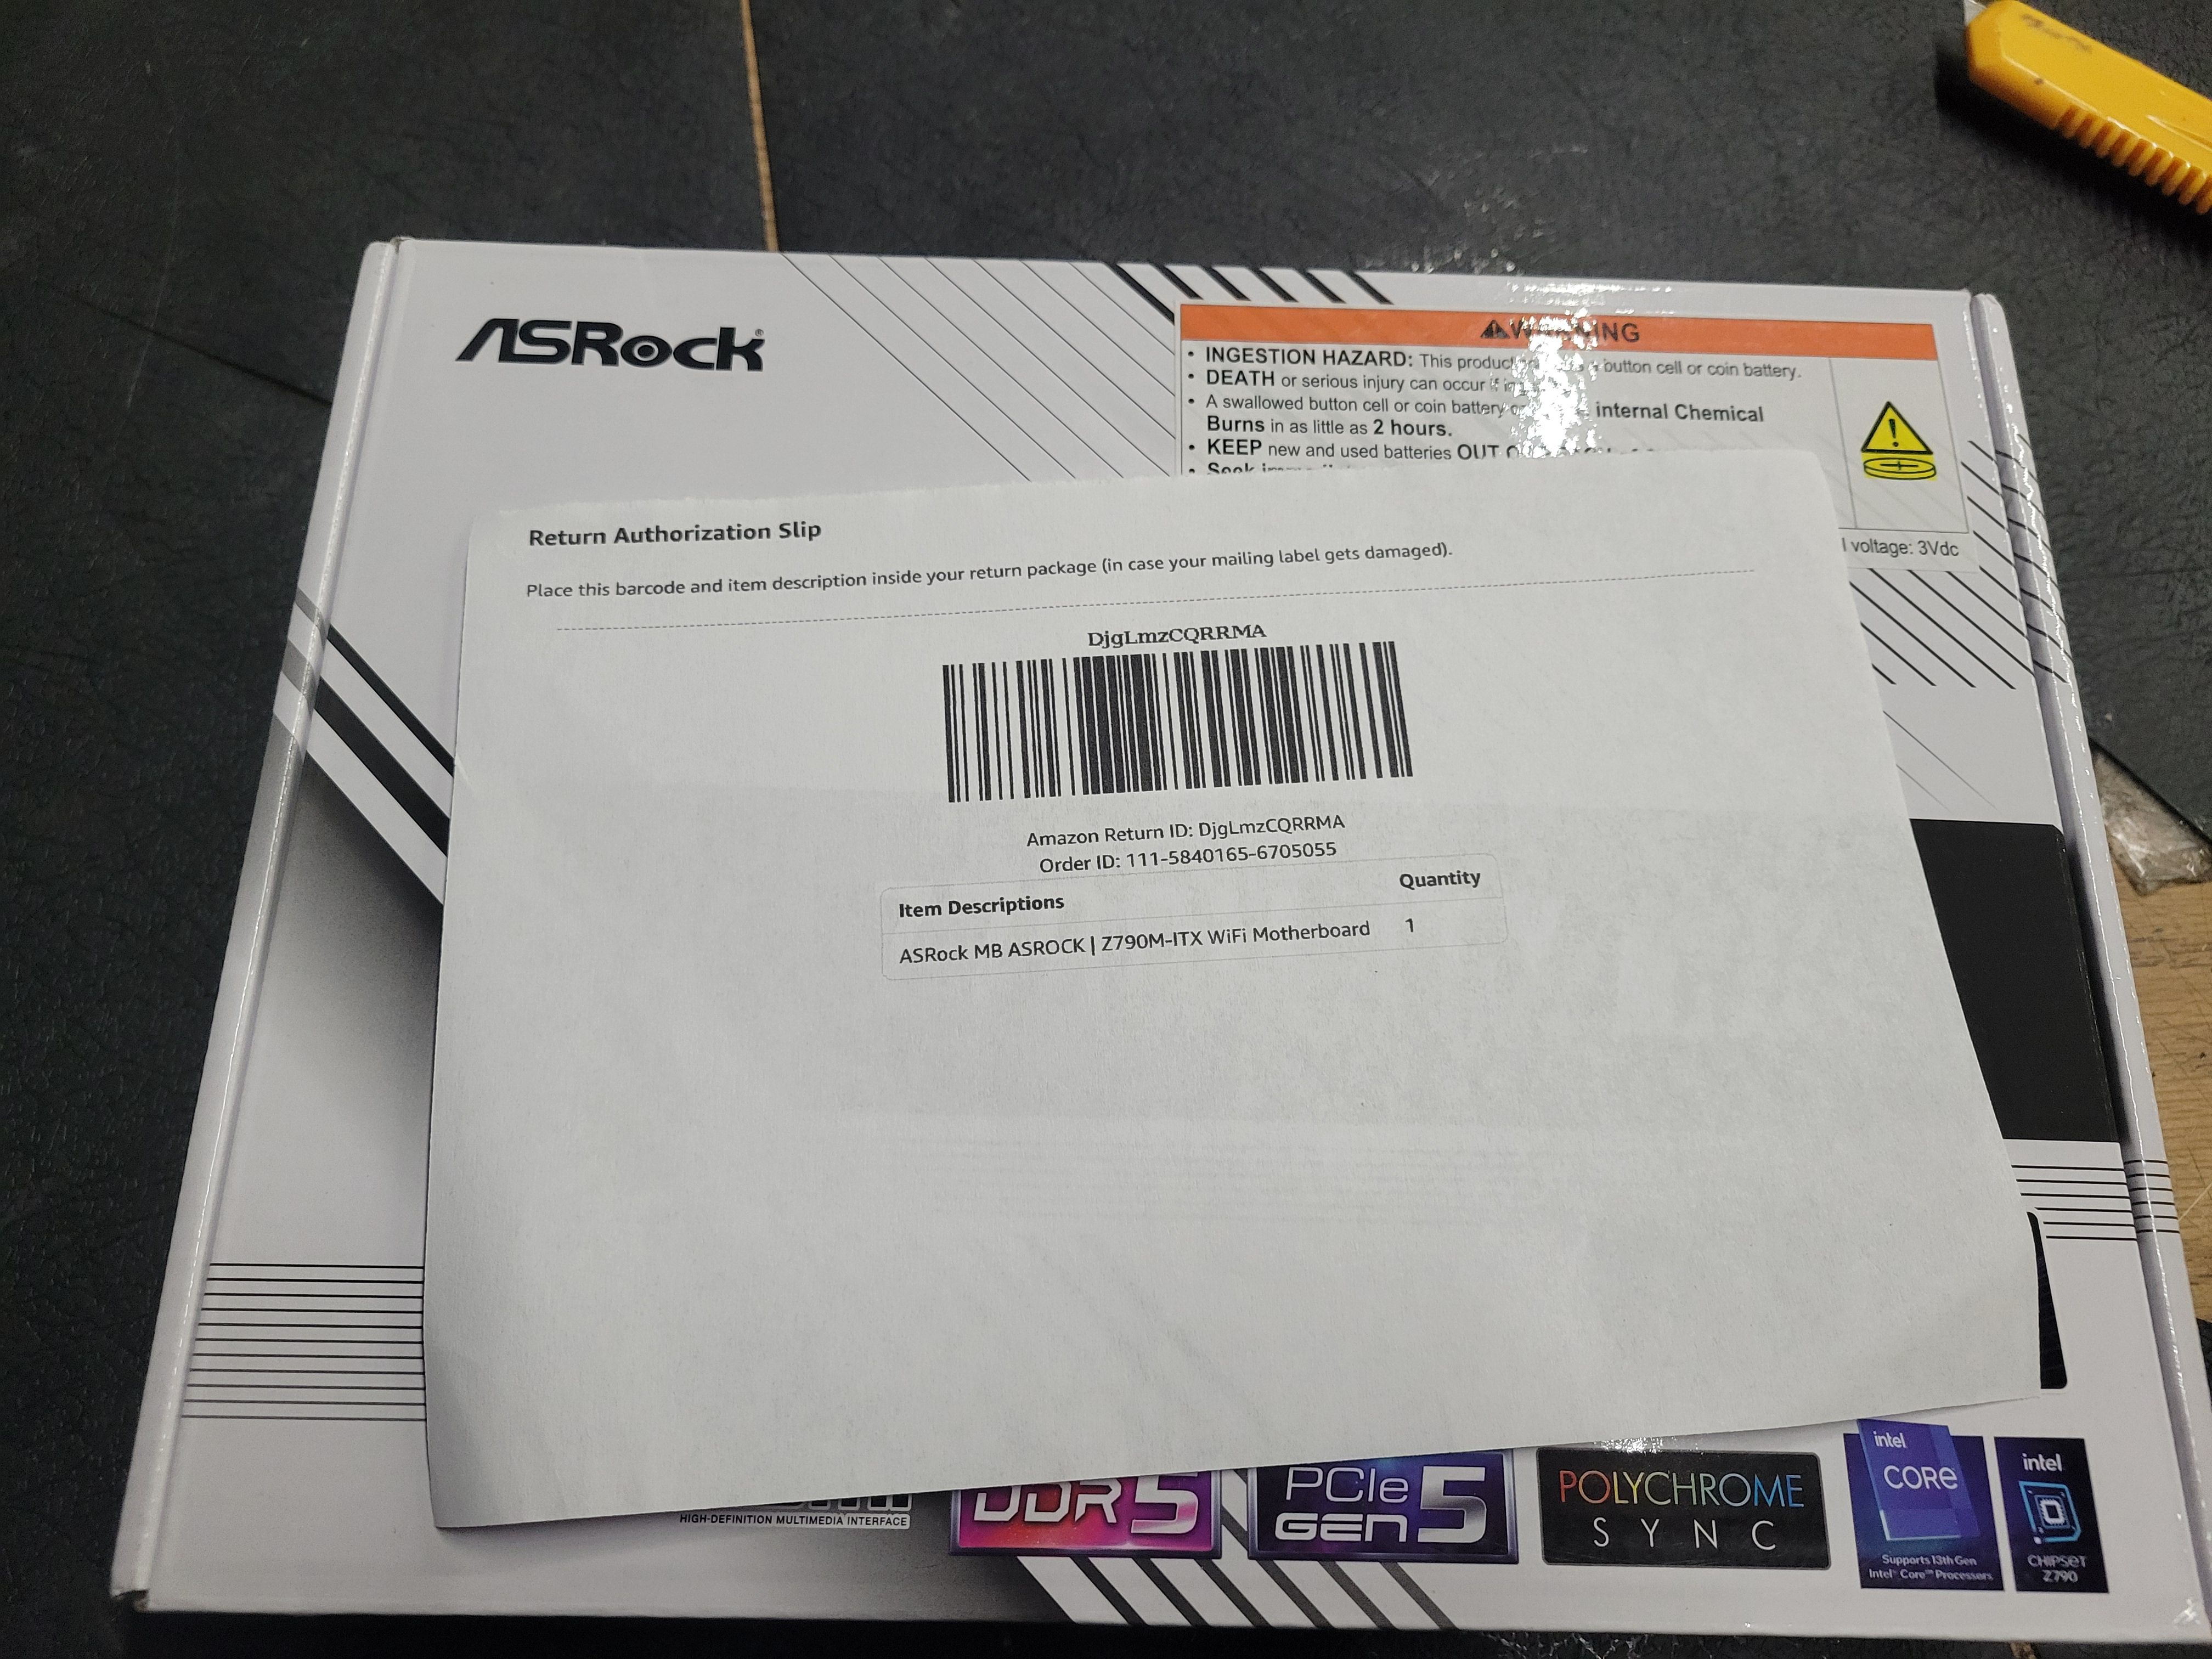 ASRock
WARNING
• INGESTION HAZARD: This product button cell or coin battery.
• DEATH or serious injury can occur if
• A swallowed button cell or coin battery internal Chemical
Burns in as little as 2 hours.
• KEEP new and used batteries OUT
l voltage: 3Vdc
Return Authorization Slip
Place this barcode and item description inside your return package (in case your mailing label gets damaged).
DjgLmzCQRRMA
Amazon Return ID: DjgLmzCQRRMA
Order ID: 111-5840165-6705055
Item Descriptions Quantity
ASRock MB ASROCK | Z790M-ITX WiFi Motherboard 1
HIGH-DEFINITION MULTIMEDIA INTERFACE
DDR5
PCIe
GEN 5
POLYCHROME
SYNC
intel
CORE
Supports 13th Gen
Intel® Core™ Processors
intel
CHIPSET
Z790